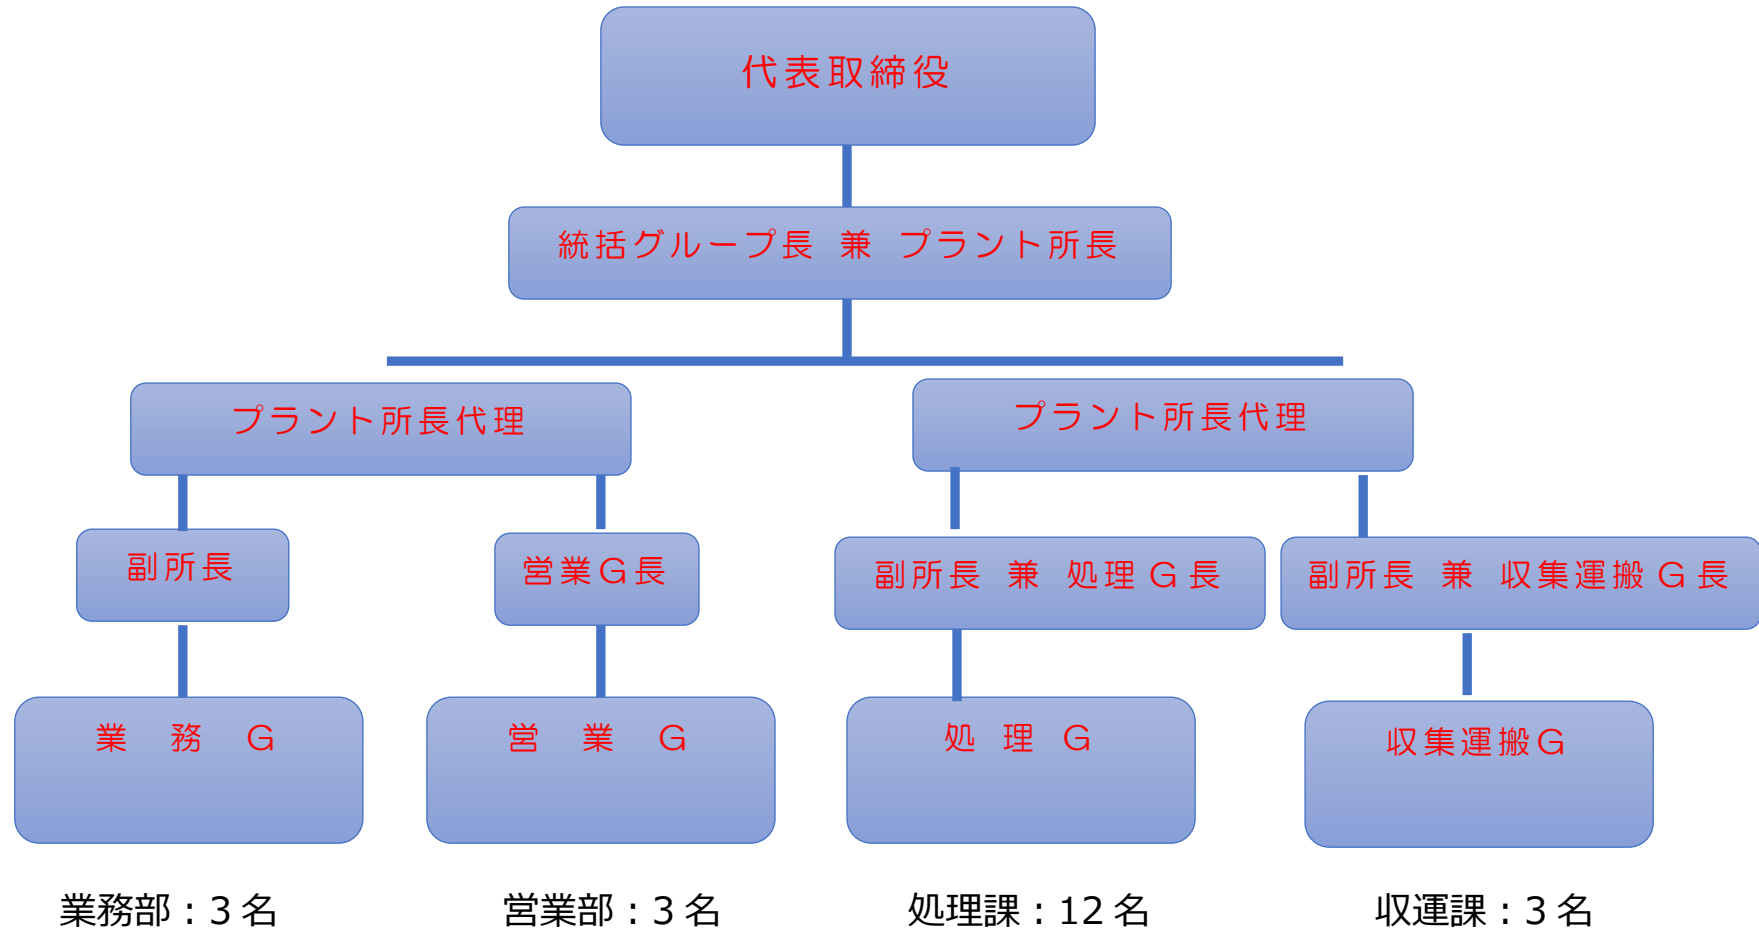 代表取締役
統括グループ長 兼 プラント所長
プラント所長代理
プラント所長代理
副所長
営業G長
副所長 兼 処理G長
副所長 兼 収集運搬G長
業 務 G
営 業 G
処 理 G
収集運搬G
業務部：3名
営業部：3名
処理課：12名
収運課：3名